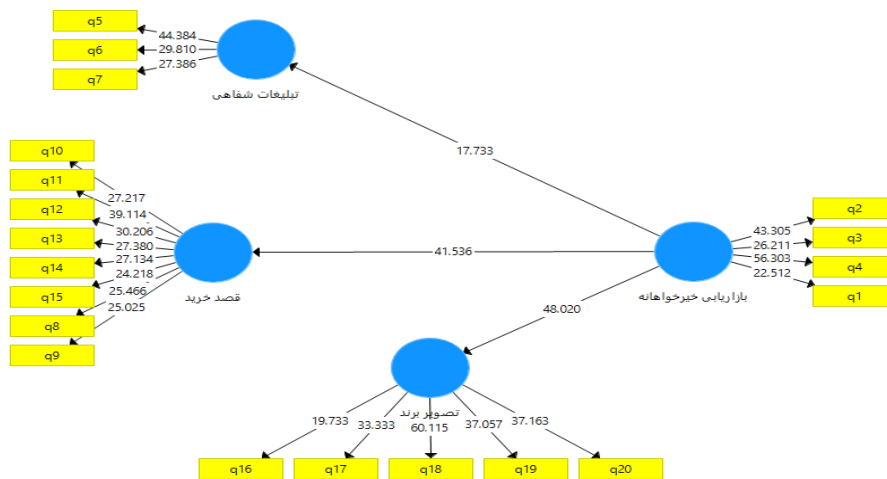 q5
q6
q7
44.384
29.810
27.386
تبلیغات شفاهی
17.733
q10
q11
q12
q13
q14
q15
q8
q9
27.217
39.114
30.206
27.380
27.134
24.218
25.466
25.025
قصد خرید
41.536
q2
q3
q4
q1
43.305
26.211
56.303
22.512
بازاریابی خیرخواهانه
48.020
تصویر برند
19.733
33.333
60.115
37.057
37.163
q16
q17
q18
q19
q20